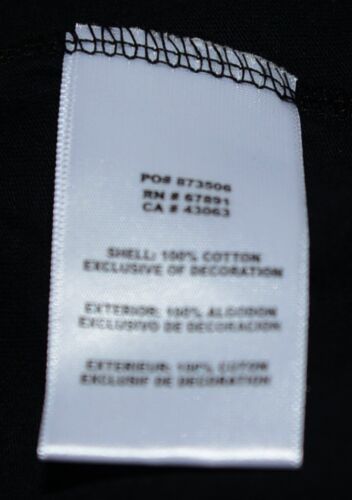 PO# 873506
RN # 67891
CA # 43063
SHELL: 100% COTTON
EXCLUSIVE OF DECORATION
EXTERIOR: 100% ALGODON
EXCLUSIVO DE DECORACION
EXTERIEUR: 100% COTON
EXCLUSIF DE DECORATION